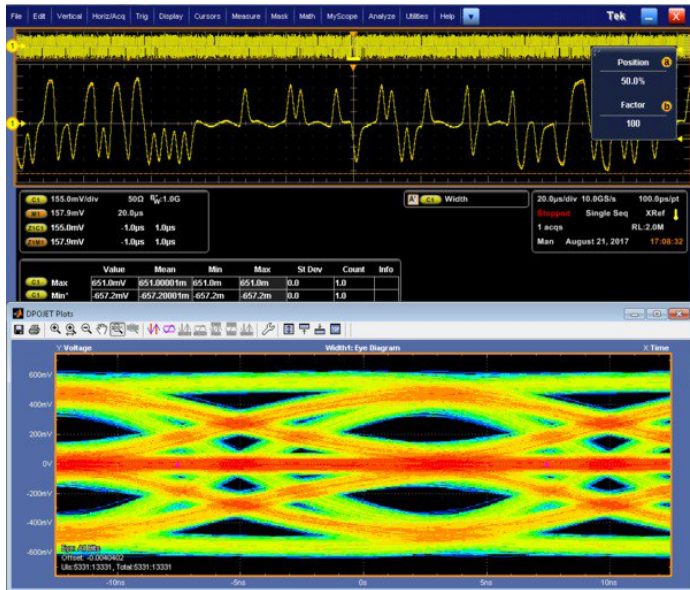 File Edit Vertical Horiz/Acq Trig Display Cursors Measure Mask Math MyScope Analyze Utilities Help Tek
1
Position a
50.0%
Factor b
100
1
C1 155.0mV/div 50Ω BW:1.0G
M1 157.9mV 20.0µs
Z1C1 155.0mV -1.0µs 1.0µs
Z1M1 157.9mV -1.0µs 1.0µs
A' C1 Width
20.0µs/div 10.0GS/s 100.0ps/pt
Stopped Single Seq XRef
1 acqs RL:2.0M
Man August 21, 2017 17:08:32
Value Mean Min Max St Dev Count Info
C1 Max 651.0mV 651.00001m 651.0m 651.0m 0.0 1.0
C1 Min* -657.2mV -657.20001m -657.2m -657.2m 0.0 1.0
DPOJET Plots
Y:Voltage Width1: Eye Diagram X:Time
600mV
400mV
200mV
0V
-200mV
-400mV
-600mV
Eye: All Bits
Offset: -0.0040402
UIs:5331:13331, Total:5331:13331
-10ns -5ns 0s 5ns 10ns